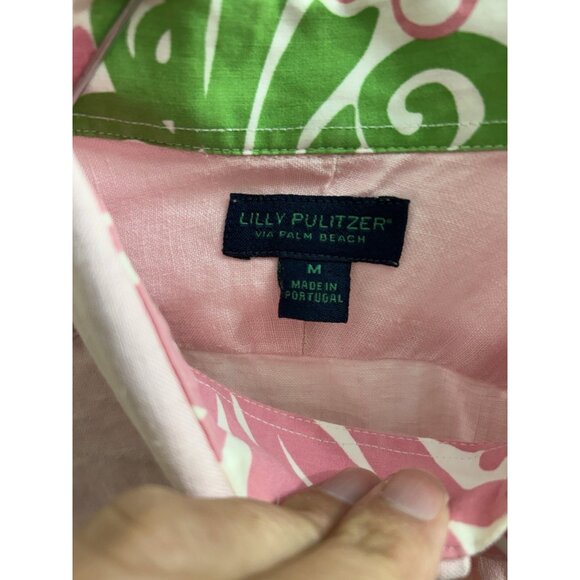 LILLY PULITZER®
VIA PALM BEACH
M
MADE IN
PORTUGAL